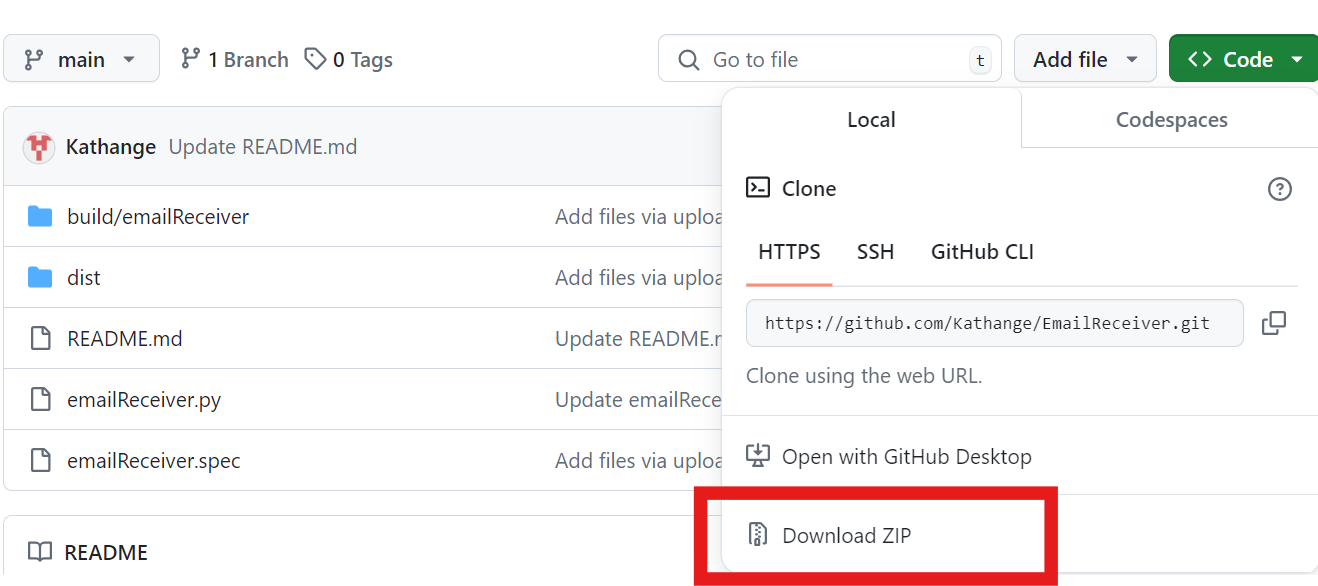 main 1 Branch 0 Tags Go to file t Add file Code
Local Codespaces
Kathange Update README.md
Clone
build/emailReceiver Add files via uploa
HTTPS SSH GitHub CLI
dist Add files via uploa
https://github.com/Kathange/EmailReceiver.git
README.md Update README.r
Clone using the web URL.
emailReceiver.py Update emailRece
Open with GitHub Desktop
emailReceiver.spec Add files via uploa
Download ZIP
README